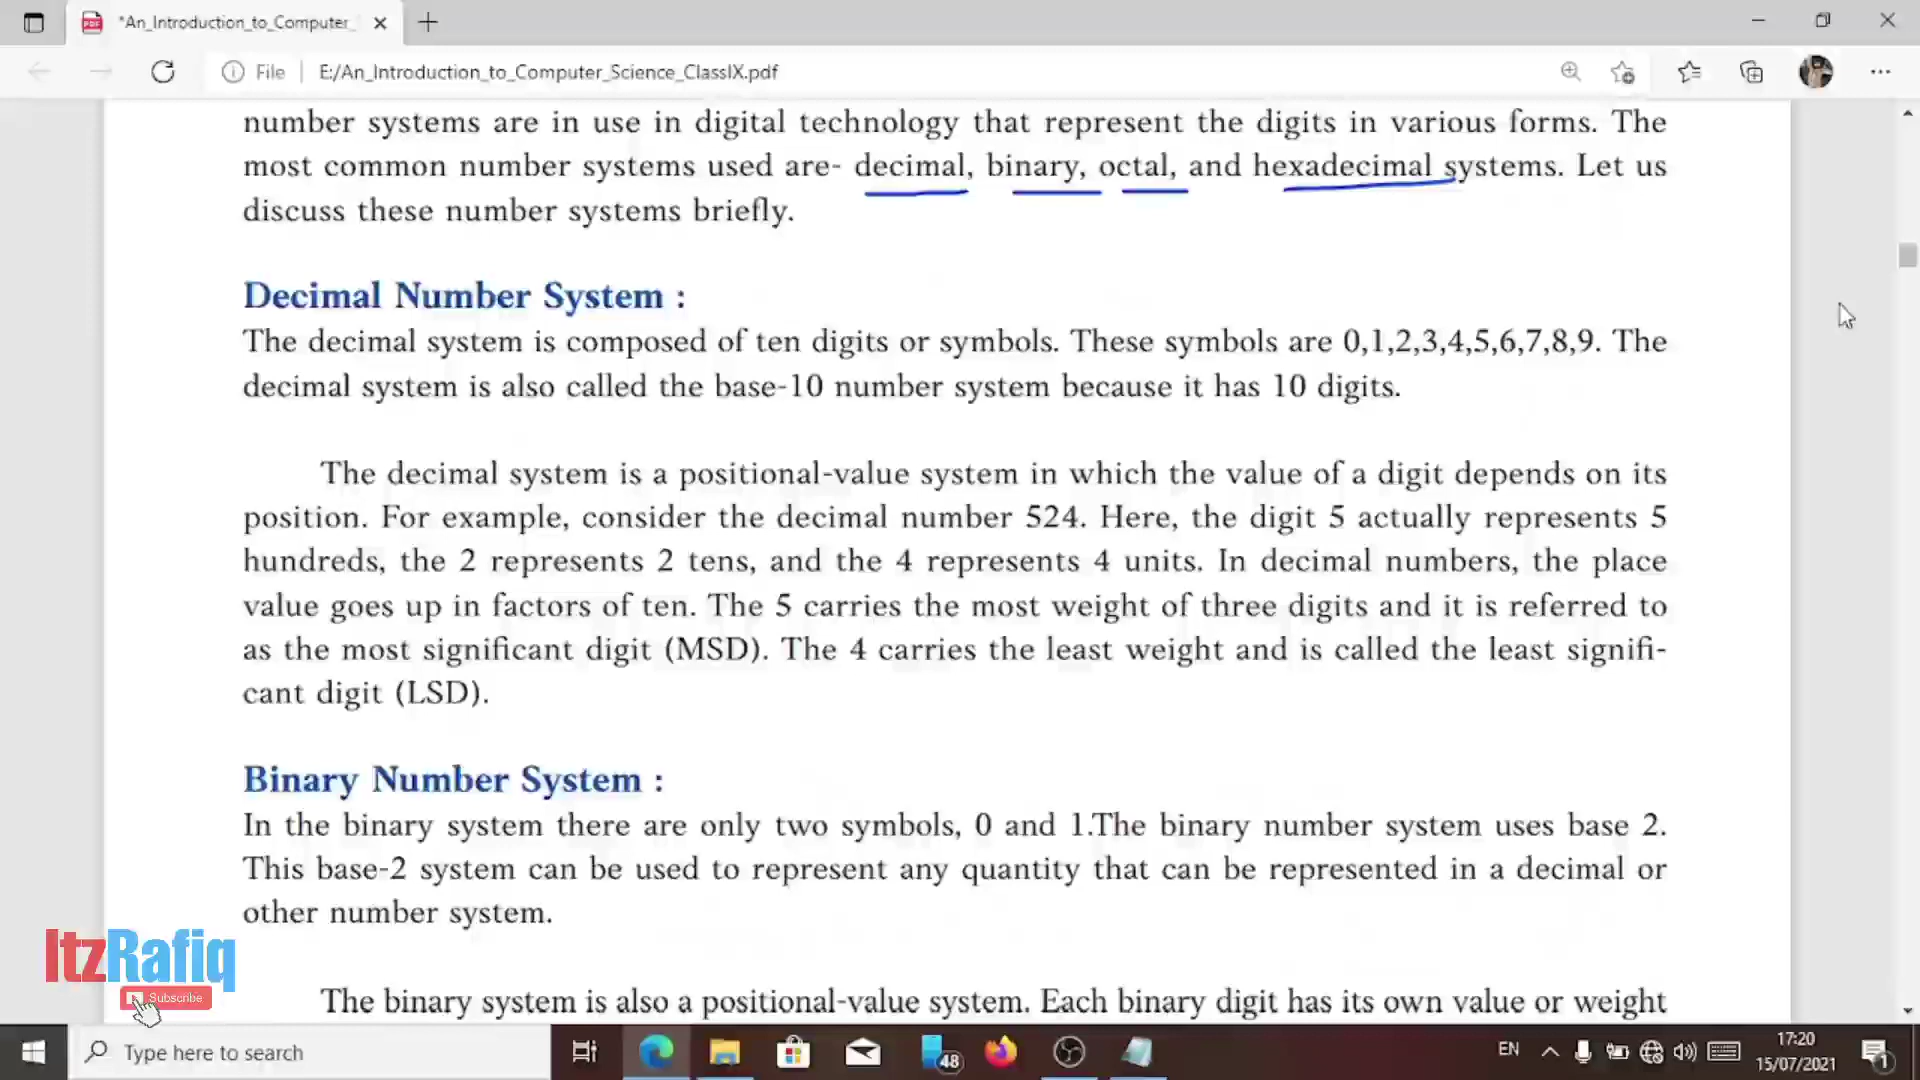 *An_Introduction_to_Computer_
File
E:/An_Introduction_to_Computer_Science_ClassIX.pdf
number systems are in use in digital technology that represent the digits in various forms. The
most common number systems used are- decimal, binary, octal, and hexadecimal systems. Let us
discuss these number systems briefly.
Decimal Number System :
The decimal system is composed of ten digits or symbols. These symbols are 0,1,2,3,4,5,6,7,8,9. The
decimal system is also called the base-10 number system because it has 10 digits.
The decimal system is a positional-value system in which the value of a digit depends on its
position. For example, consider the decimal number 524. Here, the digit 5 actually represents 5
hundreds, the 2 represents 2 tens, and the 4 represents 4 units. In decimal numbers, the place
value goes up in factors of ten. The 5 carries the most weight of three digits and it is referred to
as the most significant digit (MSD). The 4 carries the least weight and is called the least signifi-
cant digit (LSD).
Binary Number System :
In the binary system there are only two symbols, 0 and 1.The binary number system uses base 2.
This base-2 system can be used to represent any quantity that can be represented in a decimal or
other number system.
The binary system is also a positional-value system. Each binary digit has its own value or weight
ItzRafiq
Subscribe
Type here to search
48
EN
17:20
15/07/2021
1